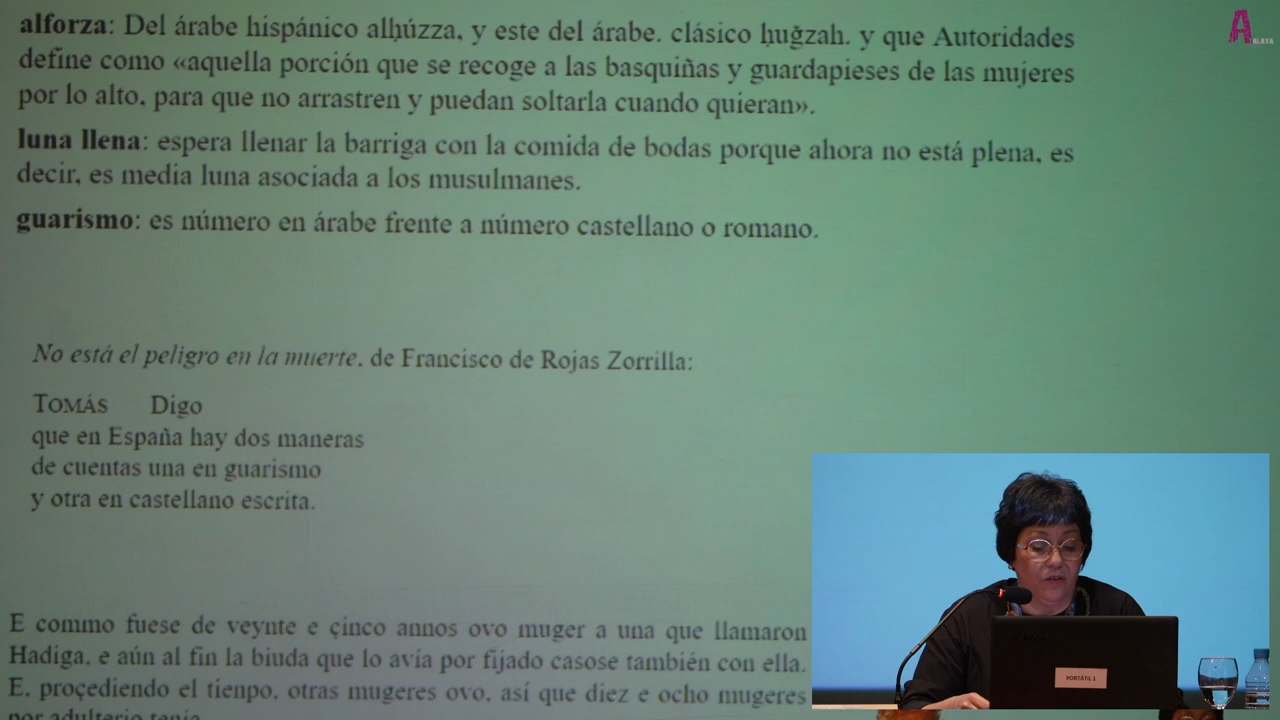 alforza: Del árabe hispánico alḥúzza, y este del árabe. clásico ḥuǧzah. y que Autoridades
define como «aquella porción que se recoge a las basquiñas y guardapieses de las mujeres
por lo alto, para que no arrastren y puedan soltarla cuando quieran».
luna llena: espera llenar la barriga con la comida de bodas porque ahora no está plena, es
decir, es media luna asociada a los musulmanes.
guarismo: es número en árabe frente a número castellano o romano.
No está el peligro en la muerte. de Francisco de Rojas Zorrilla:
TOMÁS Digo
que en España hay dos maneras
de cuentas una en guarismo
y otra en castellano escrita.
E commo fuese de veynte e çinco annos ovo muger a una que llamaron
Hadiga. e aún al fin la biuda que lo avía por fijado casose también con ella.
E. proçediendo el tienpo. otras mugeres ovo. así que diez e ocho mugeres
por adulterio tenía
PORTÁTIL 1
ALAYA